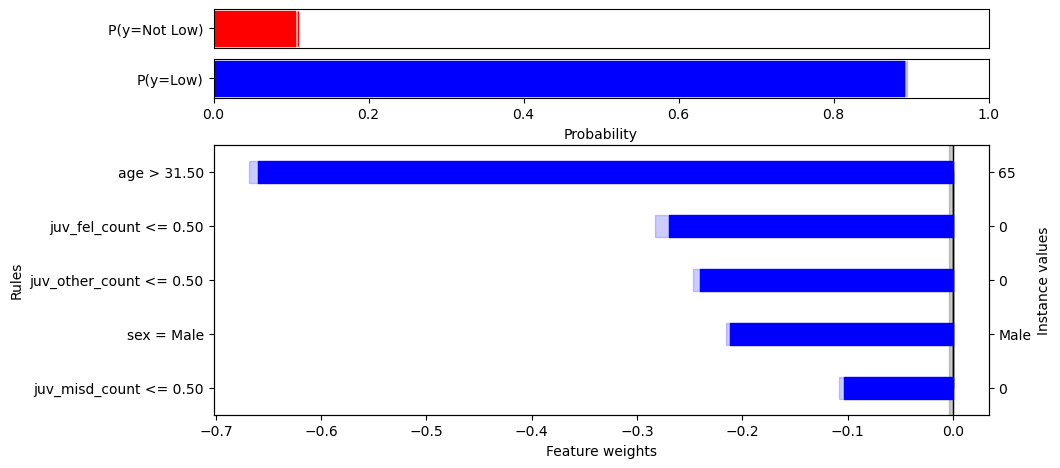 P(y=Not Low)
P(y=Low)
0.0 0.2 0.4 0.6 0.8 1.0
Probability
age > 31.50 65
juv_fel_count <= 0.50 0
juv_other_count <= 0.50 0
sex = Male Male
juv_misd_count <= 0.50 0
Rules
Instance values
−0.7 −0.6 −0.5 −0.4 −0.3 −0.2 −0.1 0.0
Feature weights